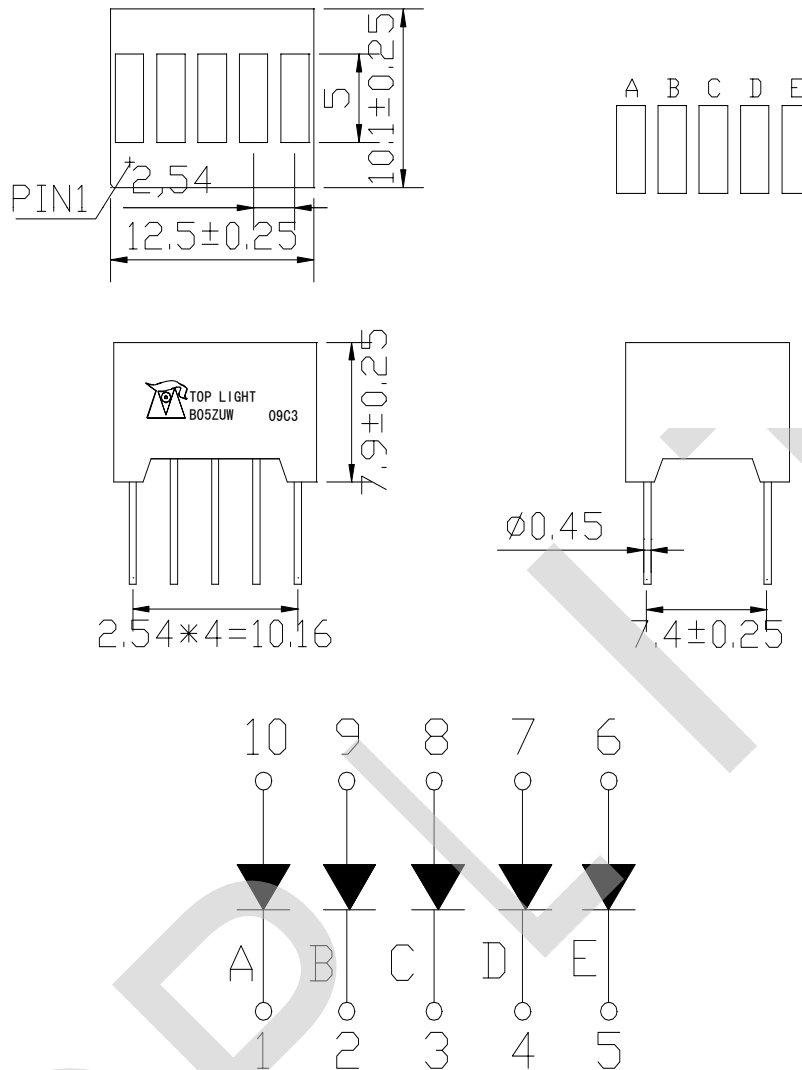 5
10.1±0.25
A B C D E
PIN1
2,54
12.5±0.25
TOP LIGHT
B05ZUW 09C3
7.9±0.25
Ø0.45
2.54*4=10.16
7.4±0.25
10 9 8 7 6
A B C D E
1 2 3 4 5